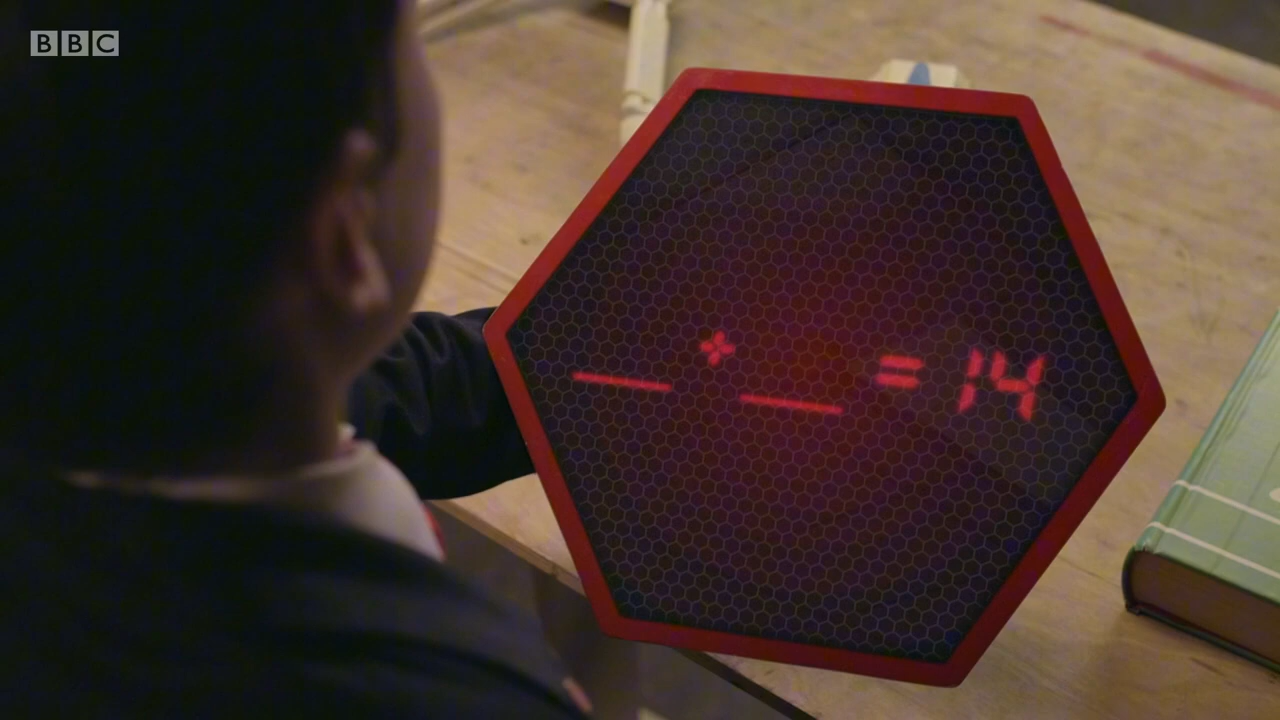 BBC
__ + __ = 14